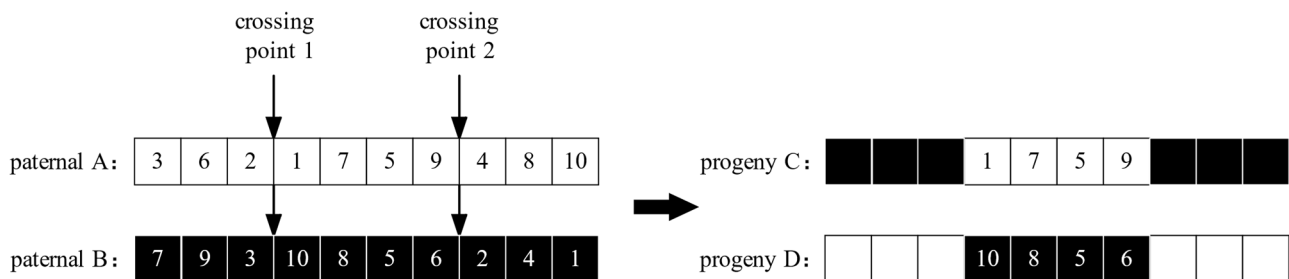 crossing point 1
crossing point 2
paternal A: 3 6 2 1 7 5 9 4 8 10
progeny C: 1 7 5 9
paternal B: 7 9 3 10 8 5 6 2 4 1
progeny D: 10 8 5 6